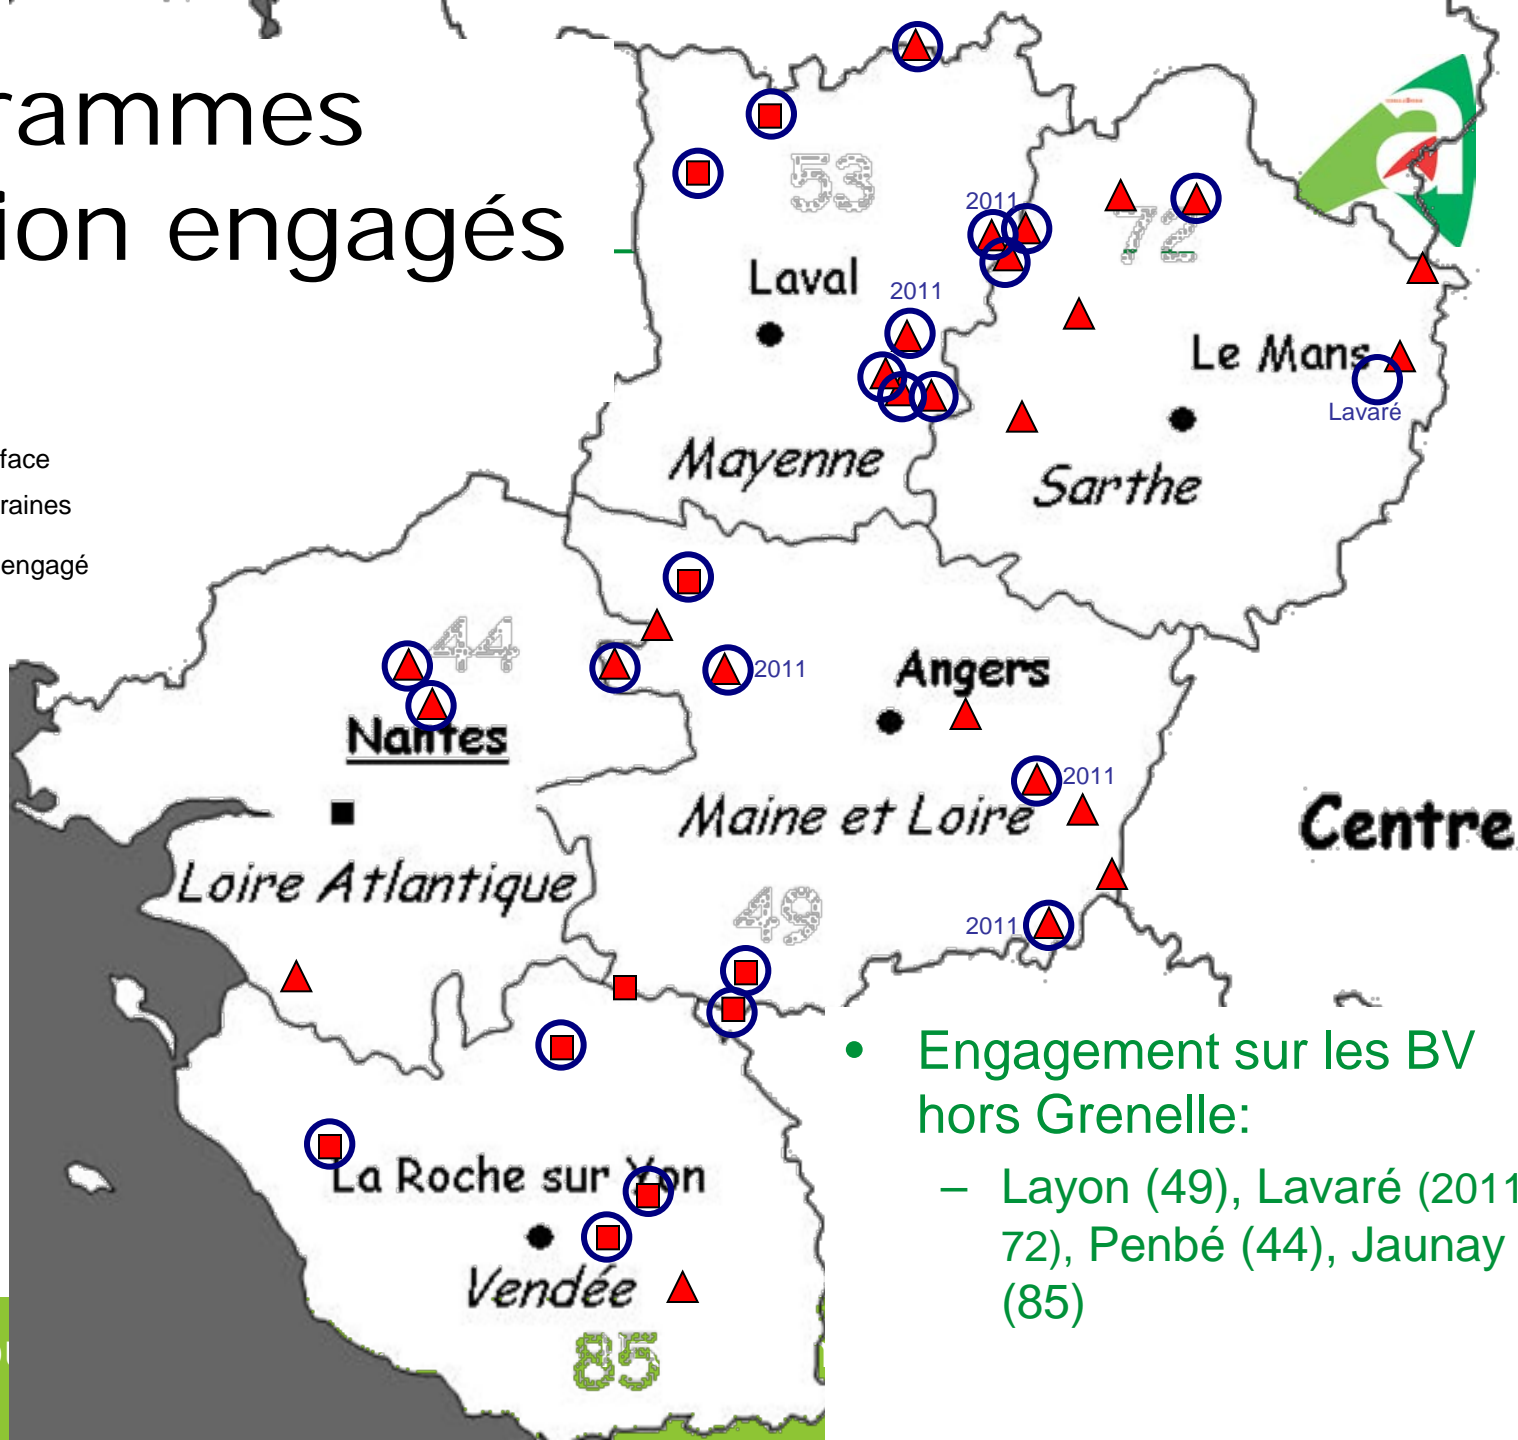 rammes
ion engagés
face
raines
engagé
53
72
2011
Laval
2011
Le Mans
Lavaré
Mayenne
Sarthe
44
2011
Angers
Nantes
2011
Maine et Loire
Centre
Loire Atlantique
49
2011
La Roche sur Yon
Vendée
85
• Engagement sur les BV
hors Grenelle:
– Layon (49), Lavaré (2011
72), Penbé (44), Jaunay
(85)